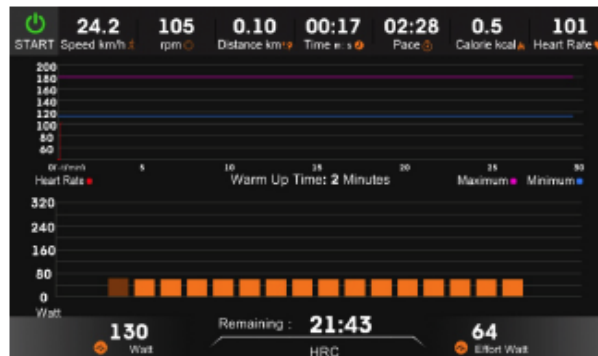 24.2 105 0.10 00:17 02:28 0.5 101
START Speed km/h rpm Distance km Time m:s Pace Calorie kcal Heart Rate
200
180
160
140
120
100
80
60
5 10 15 20 25 30
Heart Rate Warm Up Time: 2 Minutes Maximum Minimum
320
240
160
80
0
Watt
130 Remaining : 21:43 64
Watt HRC Effort Watt